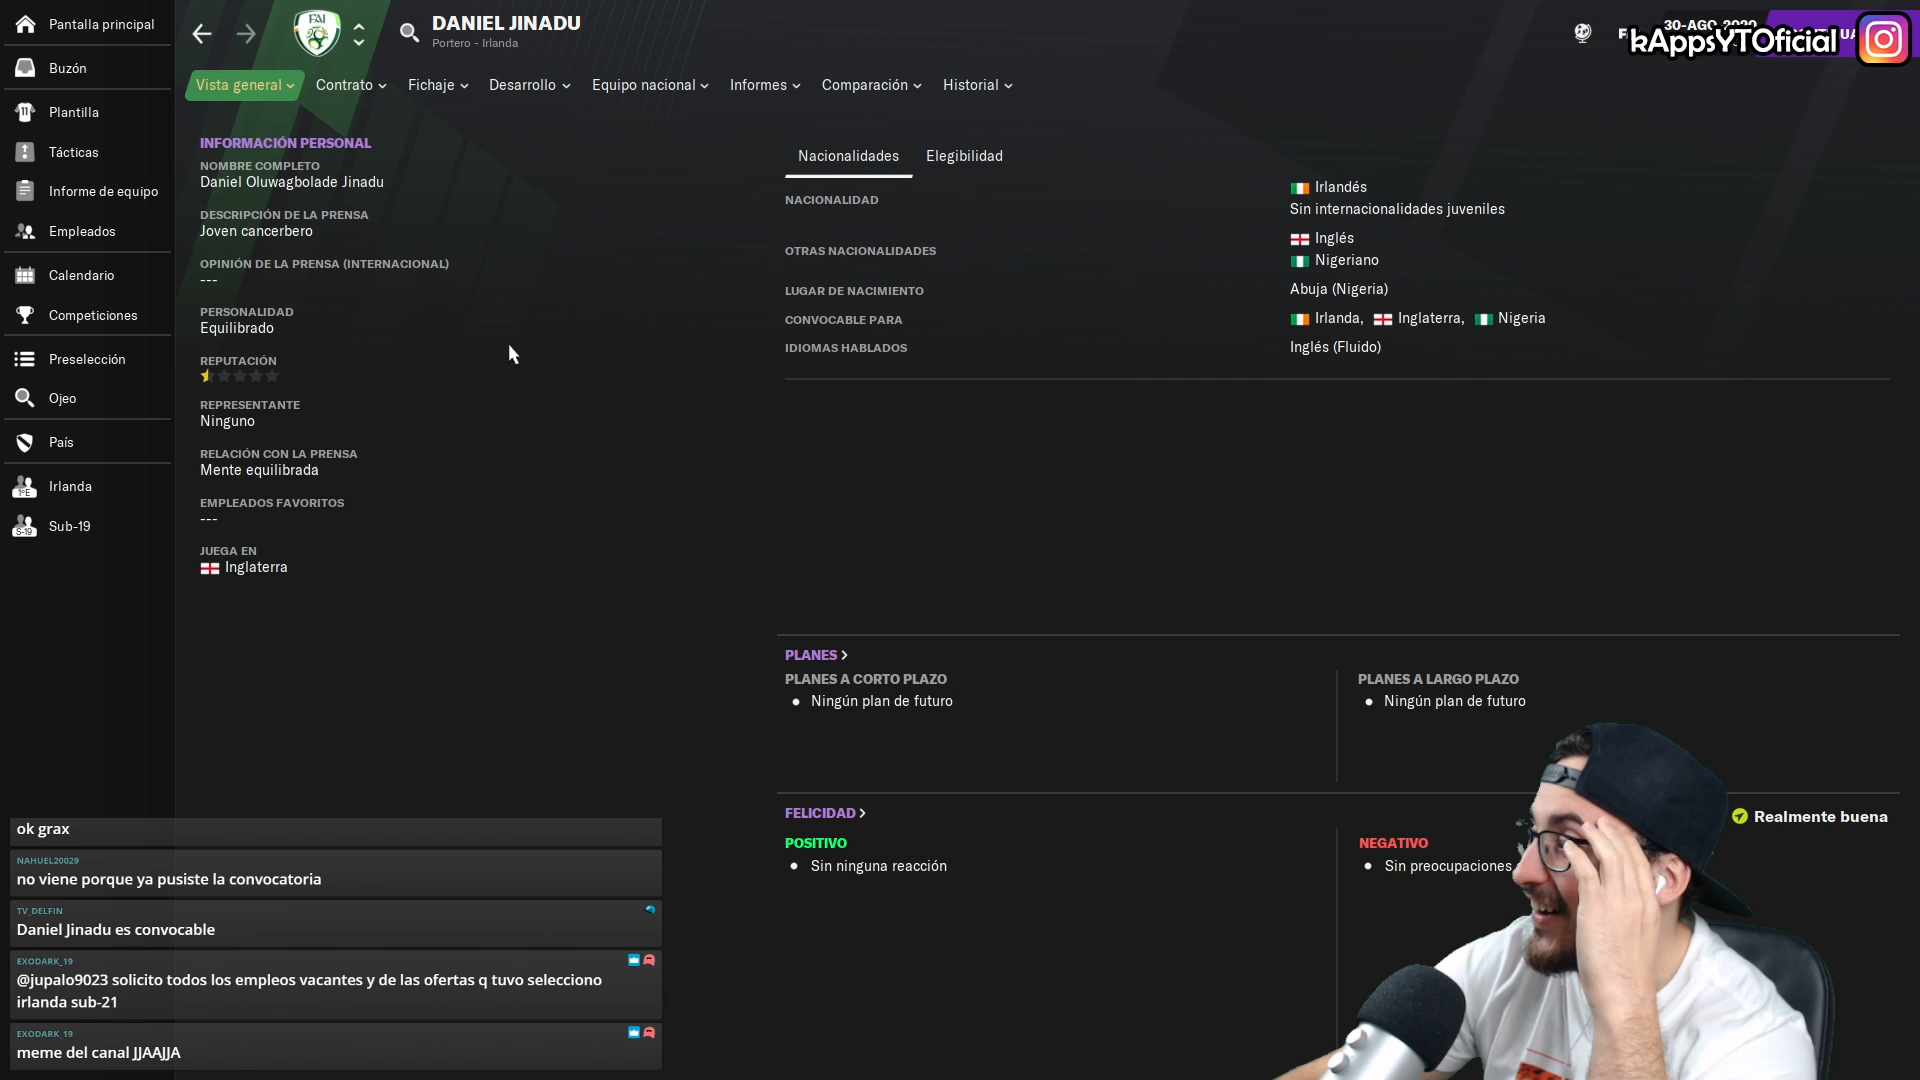 Pantalla principal
Buzón
Plantilla
Tácticas
Informe de equipo
Empleados
Calendario
Competiciones
Preselección
Ojeo
País
Irlanda
Sub-19
FAI
DANIEL JINADU
Portero - Irlanda
30-AGO-2020
kAppsYTOficial
Vista general
Contrato
Fichaje
Desarrollo
Equipo nacional
Informes
Comparación
Historial
INFORMACIÓN PERSONAL
NOMBRE COMPLETO
Daniel Oluwagbolade Jinadu
DESCRIPCIÓN DE LA PRENSA
Joven cancerbero
OPINIÓN DE LA PRENSA (INTERNACIONAL)
---
PERSONALIDAD
Equilibrado
REPUTACIÓN
REPRESENTANTE
Ninguno
RELACIÓN CON LA PRENSA
Mente equilibrada
EMPLEADOS FAVORITOS
---
JUEGA EN
Inglaterra
Nacionalidades Elegibilidad
NACIONALIDAD
Irlandés
Sin internacionalidades juveniles
OTRAS NACIONALIDADES
Inglés
Nigeriano
LUGAR DE NACIMIENTO
Abuja (Nigeria)
CONVOCABLE PARA
Irlanda, Inglaterra, Nigeria
IDIOMAS HABLADOS
Inglés (Fluido)
PLANES
PLANES A CORTO PLAZO
Ningún plan de futuro
PLANES A LARGO PLAZO
Ningún plan de futuro
FELICIDAD
Realmente buena
POSITIVO
Sin ninguna reacción
NEGATIVO
Sin preocupaciones
ok grax
NAHUEL20029
no viene porque ya pusiste la convocatoria
TV_DELFIN
Daniel Jinadu es convocable
EXODARK_19
@jupalo9023 solicito todos los empleos vacantes y de las ofertas q tuvo selecciono
irlanda sub-21
EXODARK_19
meme del canal JJAAJJA